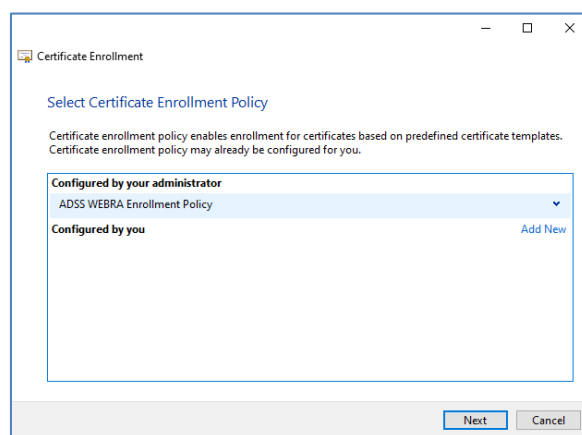 Certificate Enrollment
Select Certificate Enrollment Policy
Certificate enrollment policy enables enrollment for certificates based on predefined certificate templates.
Certificate enrollment policy may already be configured for you.
Configured by your administrator
ADSS WEBRA Enrollment Policy
Configured by you Add New
Next Cancel